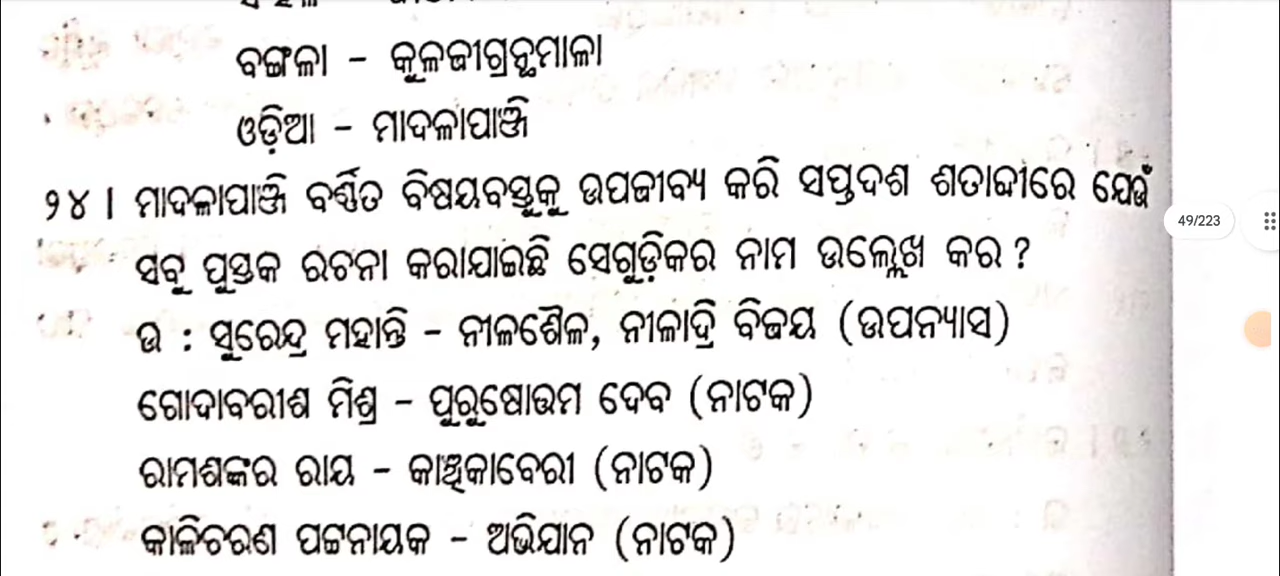 ବଙ୍ଗଳା – କୁଳଜୀଗ୍ରନ୍ଥମାଳା
ଓଡ଼ିଆ – ମାଦଳାପାଞ୍ଜି
୨୪ । ମାଦଳାପାଞ୍ଜି ବର୍ଣ୍ଣିତ ବିଷୟବସ୍ତୁକୁ ଉପଜୀବ୍ୟ କରି ସପ୍ତଦଶ ଶତାବ୍ଦୀରେ ଯେଉଁ
ସବୁ ପୁସ୍ତକ ରଚନା କରାଯାଇଛି ସେଗୁଡ଼ିକର ନାମ ଉଲ୍ଲେଖ କର ?
ଉ : ସୁରେନ୍ଦ୍ର ମହାନ୍ତି – ନୀଳଶୈଳ, ନୀଳାଦ୍ରି ବିଜୟ (ଉପନ୍ୟାସ)
ଗୋଦାବରୀଶ ମିଶ୍ର – ପୁରୁଷୋତ୍ତମ ଦେବ (ନାଟକ)
ରାମଶଙ୍କର ରାୟ – କାଞ୍ଚିକାବେରୀ (ନାଟକ)
କାଳିଚରଣ ପଟ୍ଟନାୟକ – ଅଭିଯାନ (ନାଟକ)
49/223